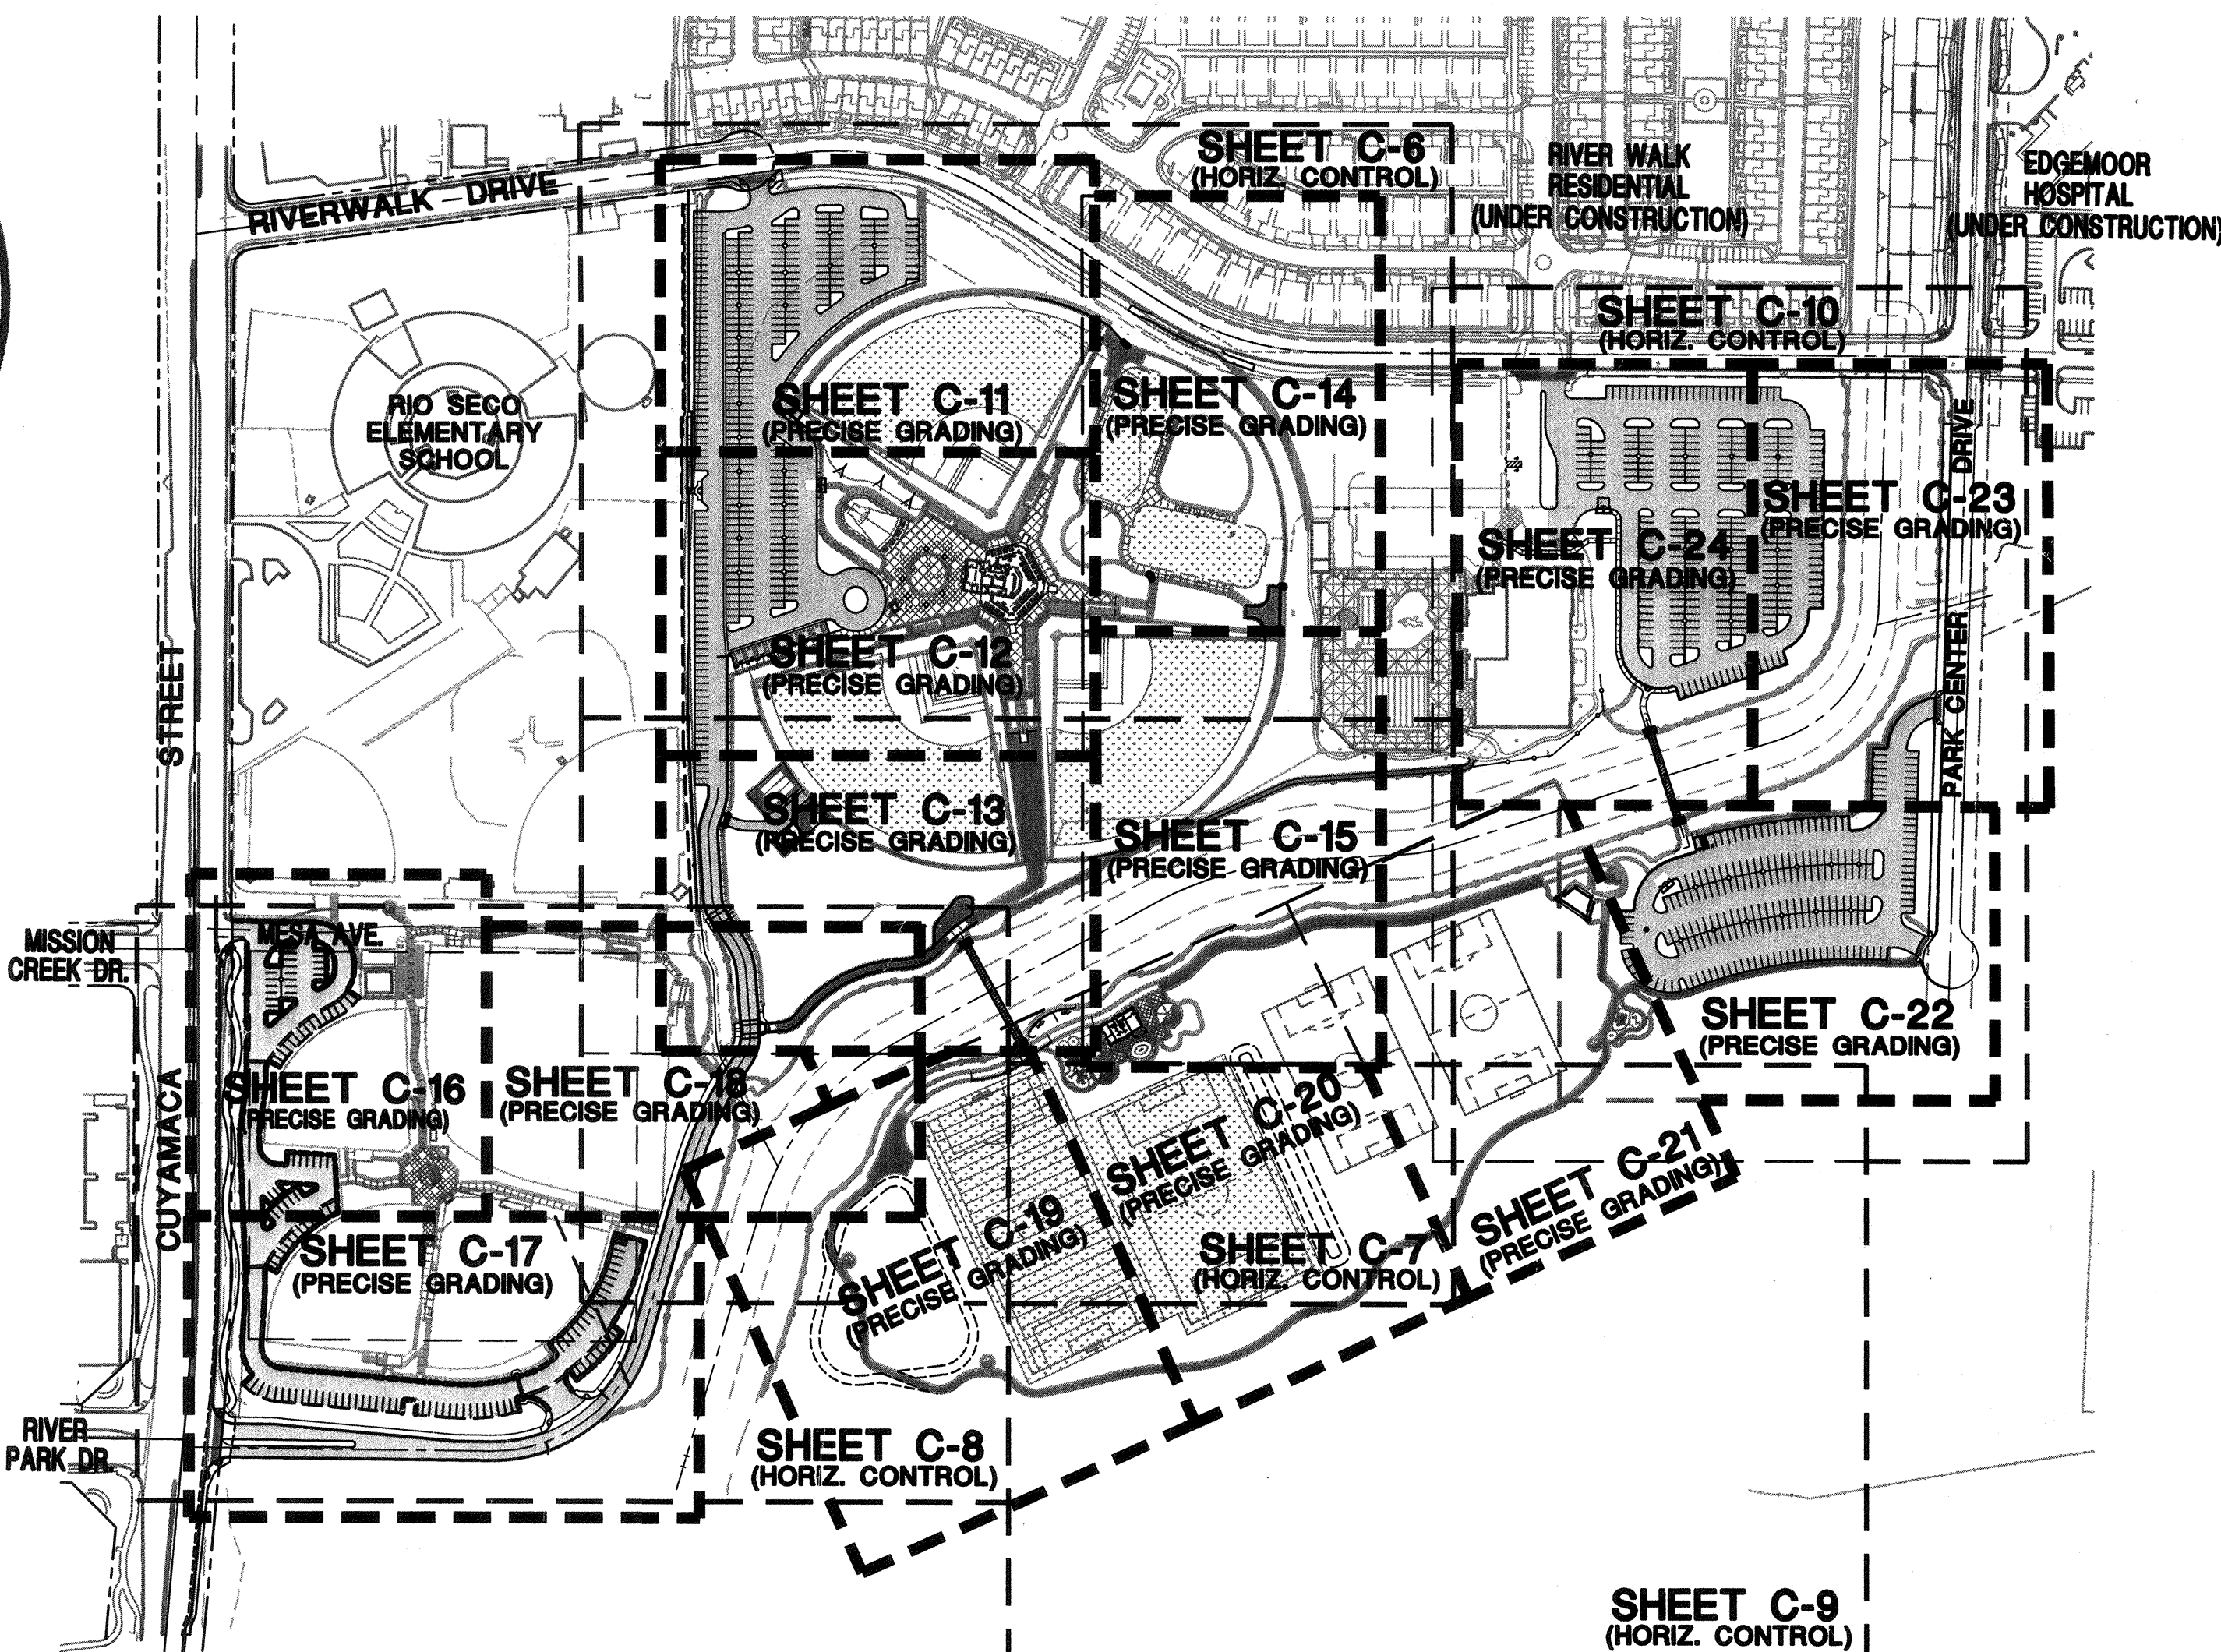 SHEET C-6
(HORIZ. CONTROL)
RIVER WALK
RESIDENTIAL
(UNDER CONSTRUCTION)
EDGEMOOR
HOSPITAL
(UNDER CONSTRUCTION)
RIVERWALK DRIVE
SHEET C-10
(HORIZ. CONTROL)
RIO SECO
ELEMENTARY
SCHOOL
SHEET C-11
(PRECISE GRADING)
SHEET C-14
(PRECISE GRADING)
SHEET C-23
(PRECISE GRADING)
SHEET C-24
(PRECISE GRADING)
PARK CENTER DRIVE
SHEET C-12
(PRECISE GRADING)
SHEET C-13
(PRECISE GRADING)
SHEET C-15
(PRECISE GRADING)
CUYAMACA STREET
MISSION
CREEK DR.
MESA AVE.
SHEET C-22
(PRECISE GRADING)
SHEET C-16
(PRECISE GRADING)
SHEET C-18
(PRECISE GRADING)
SHEET C-20
(PRECISE GRADING)
SHEET C-21
(PRECISE GRADING)
SHEET C-19
(PRECISE GRADING)
SHEET C-17
(PRECISE GRADING)
SHEET C-7
(HORIZ. CONTROL)
RIVER
PARK DR.
SHEET C-8
(HORIZ. CONTROL)
SHEET C-9
(HORIZ. CONTROL)